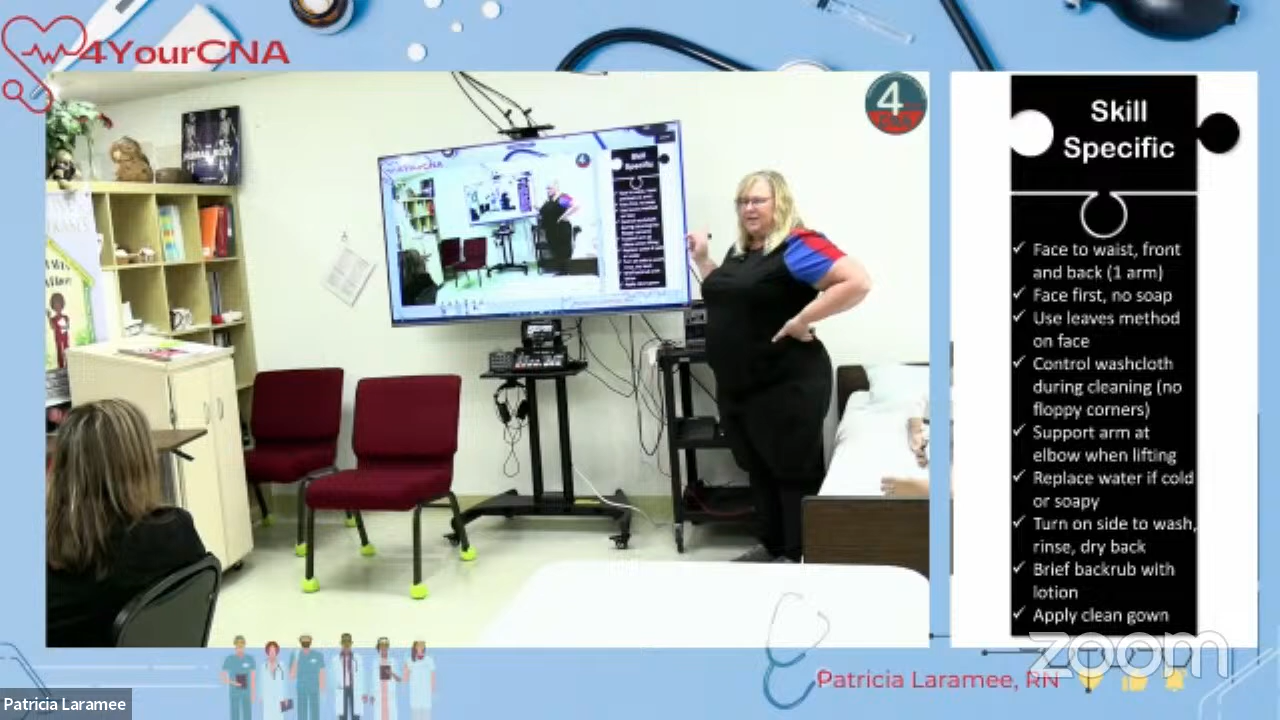 4YourCNA
4
CNA
Skill
Specific
✓ Face to waist, front
and back (1 arm)
✓ Face first, no soap
✓ Use leaves method
on face
✓ Control washcloth
during cleaning (no
floppy corners)
✓ Support arm at
elbow when lifting
✓ Replace water if cold
or soapy
✓ Turn on side to wash,
rinse, dry back
✓ Brief backrub with
lotion
✓ Apply clean gown
zoom
Patricia Laramee, RN
Patricia Laramee